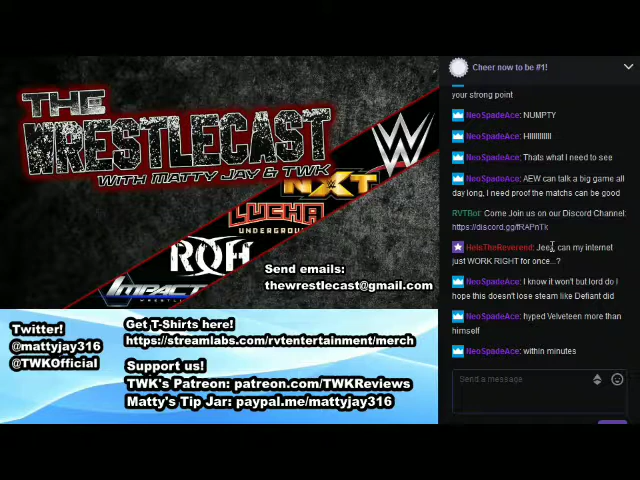 THE
WRESTLECAST
WITH MATTY JAY & TWK
W
NXT
LUCHA
UNDERGROUND
ROH
IMPACT
WRESTLING
Send emails:
thewrestlecast@gmail.com
Twitter!
@mattyjay316
@TWKOfficial
Get T-Shirts here!
https://streamlabs.com/rvtentertainment/merch
Support us!
TWK's Patreon: patreon.com/TWKReviews
Matty's Tip Jar: paypal.me/mattyjay316
Cheer now to be #1!
your strong point
NeoSpadeAce: NUMPTY
NeoSpadeAce: HIIIIIIIIIII
NeoSpadeAce: Thats what I need to see
NeoSpadeAce: AEW can talk a big game all
day long, I need proof the matchs can be good
RVTBot: Come Join us on our Discord Channel:
https://discord.gg/fRAPnTk
HeIsTheReverend: Jeez can my internet
just WORK RIGHT for once...?
NeoSpadeAce: I know it won't but lord do I
hope this doesn't lose steam like Defiant did
NeoSpadeAce: hyped Velveteen more than
himself
NeoSpadeAce: within minutes
Send a message